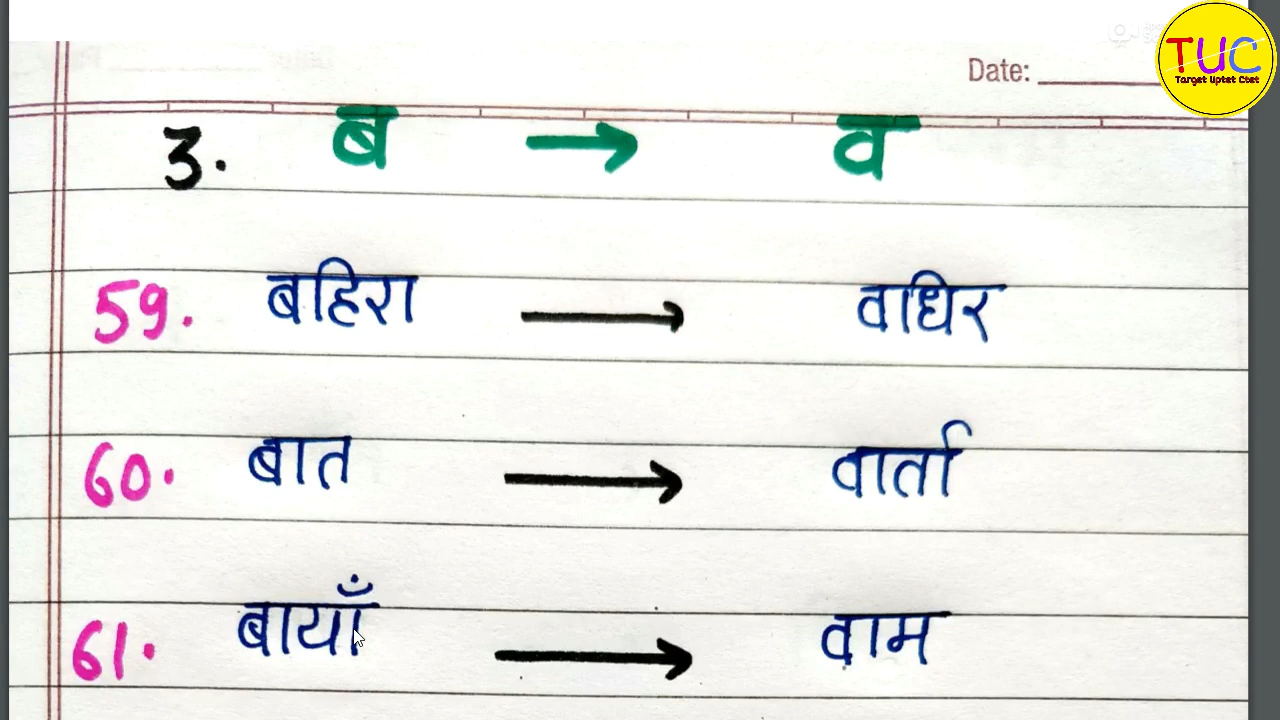 TUC
Target Uptet Ctet
Date:
3. ब → व
59. बहिरा → वधिर
60. बात → वार्ता
61. बायाँ → वाम